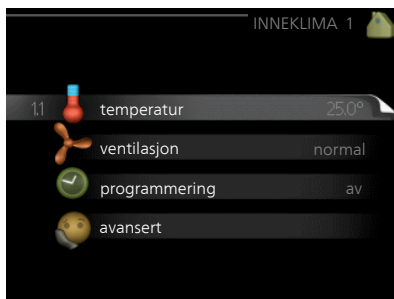 INNEKLIMA 1
1.1 temperatur 25.0°
ventilasjon normal
programmering av
avansert